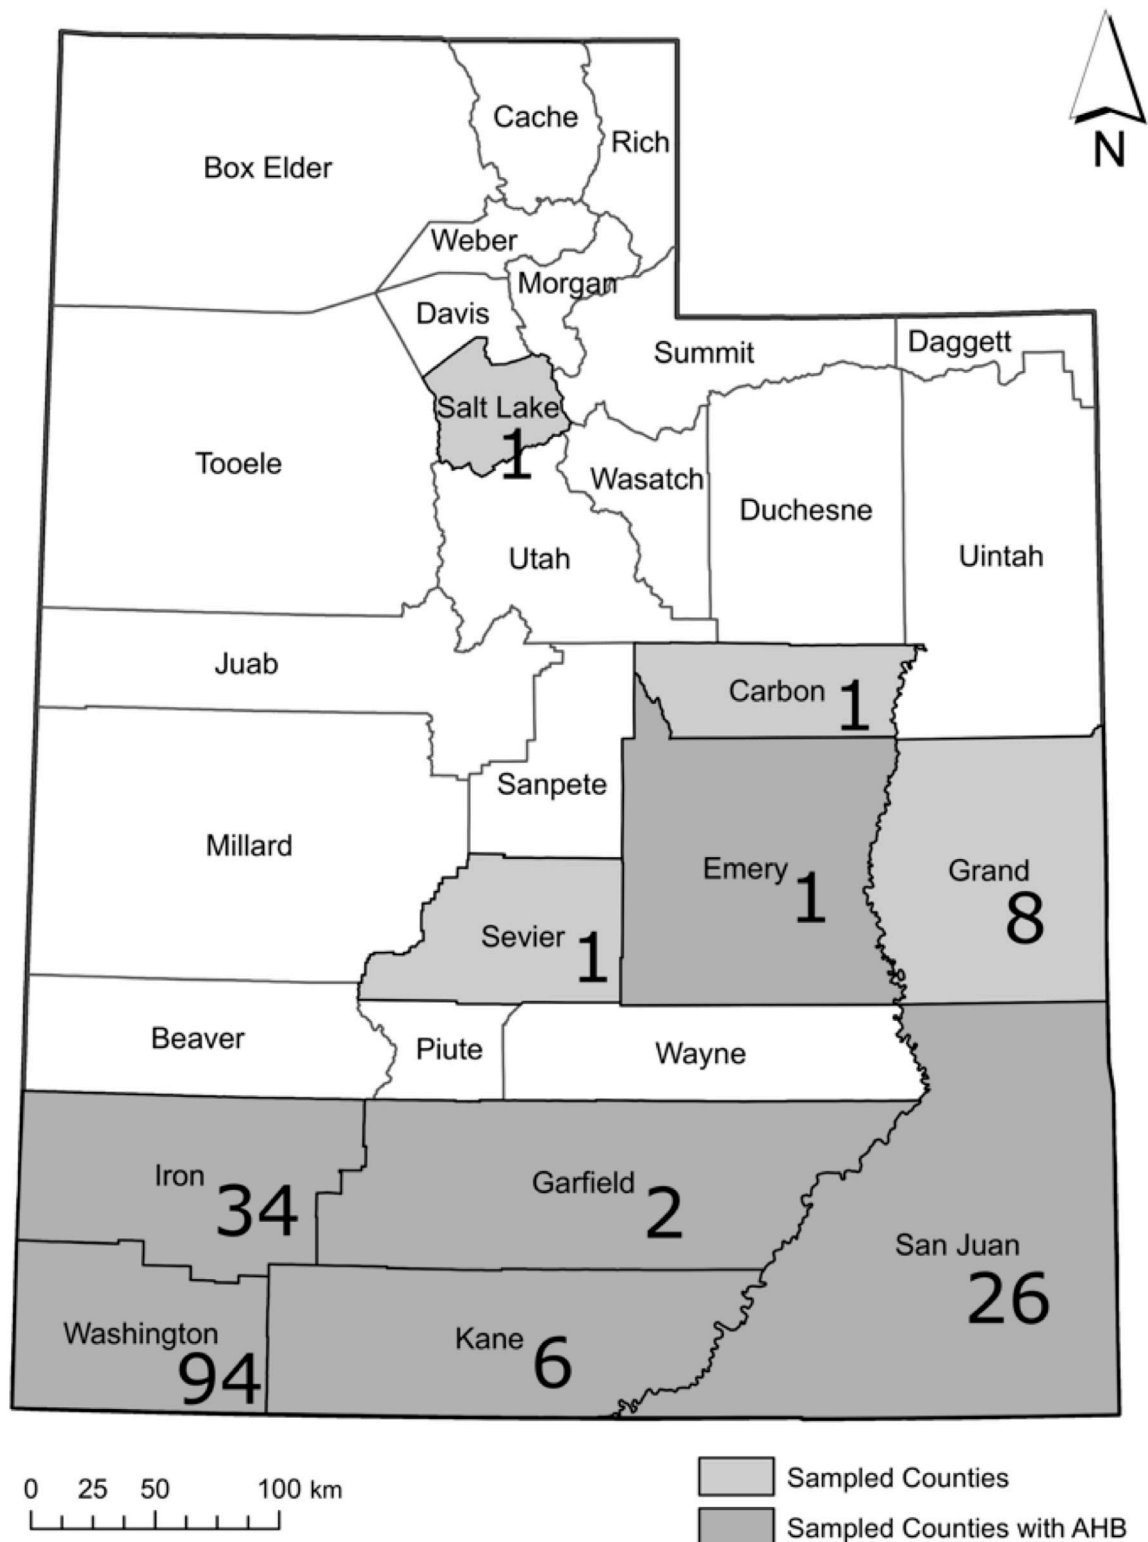 N
Cache
Rich
Box Elder
Weber
Morgan
Davis
Summit
Daggett
Salt Lake
1
Tooele
Wasatch
Duchesne
Utah
Uintah
Juab
Carbon 1
Sanpete
Millard
Emery 1
Grand
8
Sevier 1
Beaver
Piute
Wayne
Iron 34
Garfield 2
San Juan
26
Washington
94
Kane 6
0 25 50 100 km
Sampled Counties
Sampled Counties with AHB